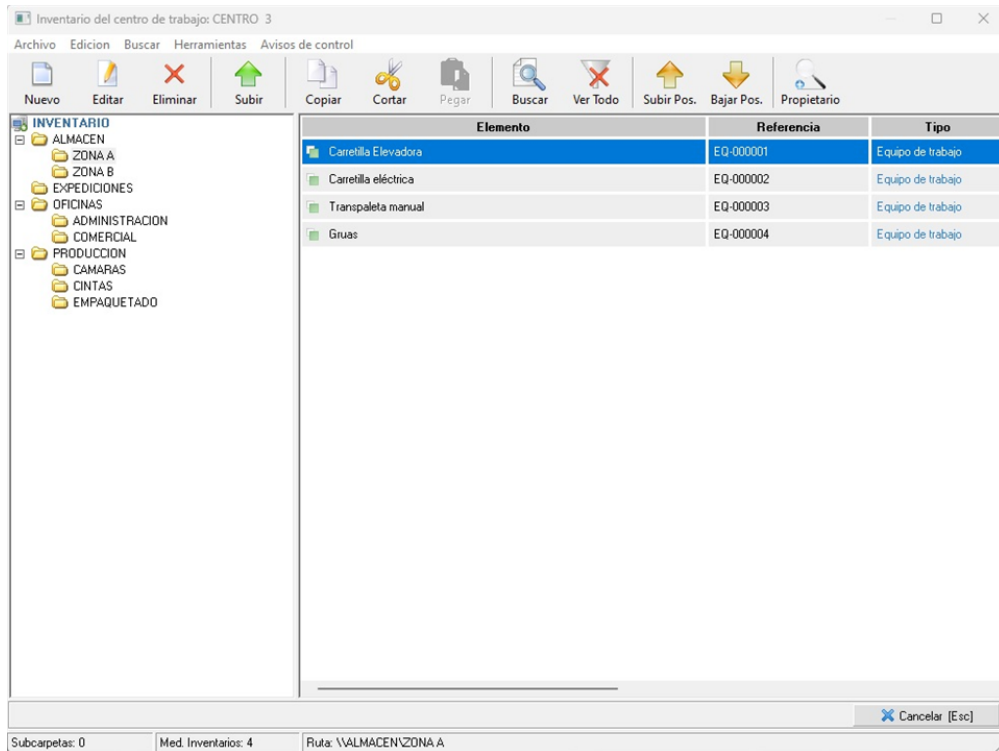 Inventario del centro de trabajo: CENTRO 3
Archivo Edicion Buscar Herramientas Avisos de control
Nuevo Editar Eliminar Subir Copiar Cortar Pegar Buscar Ver Todo Subir Pos. Bajar Pos. Propietario
INVENTARIO
ALMACEN
ZONA A
ZONA B
EXPEDICIONES
OFICINAS
ADMINISTRACION
COMERCIAL
PRODUCCION
CAMARAS
CINTAS
EMPAQUETADO
Elemento Referencia Tipo
Carretilla Elevadora EQ-000001 Equipo de trabajo
Carretilla eléctrica EQ-000002 Equipo de trabajo
Transpaleta manual EQ-000003 Equipo de trabajo
Gruas EQ-000004 Equipo de trabajo
Cancelar [Esc]
Subcarpetas: 0 Med. Inventarios: 4 Ruta: \\ALMACEN\ZONA A